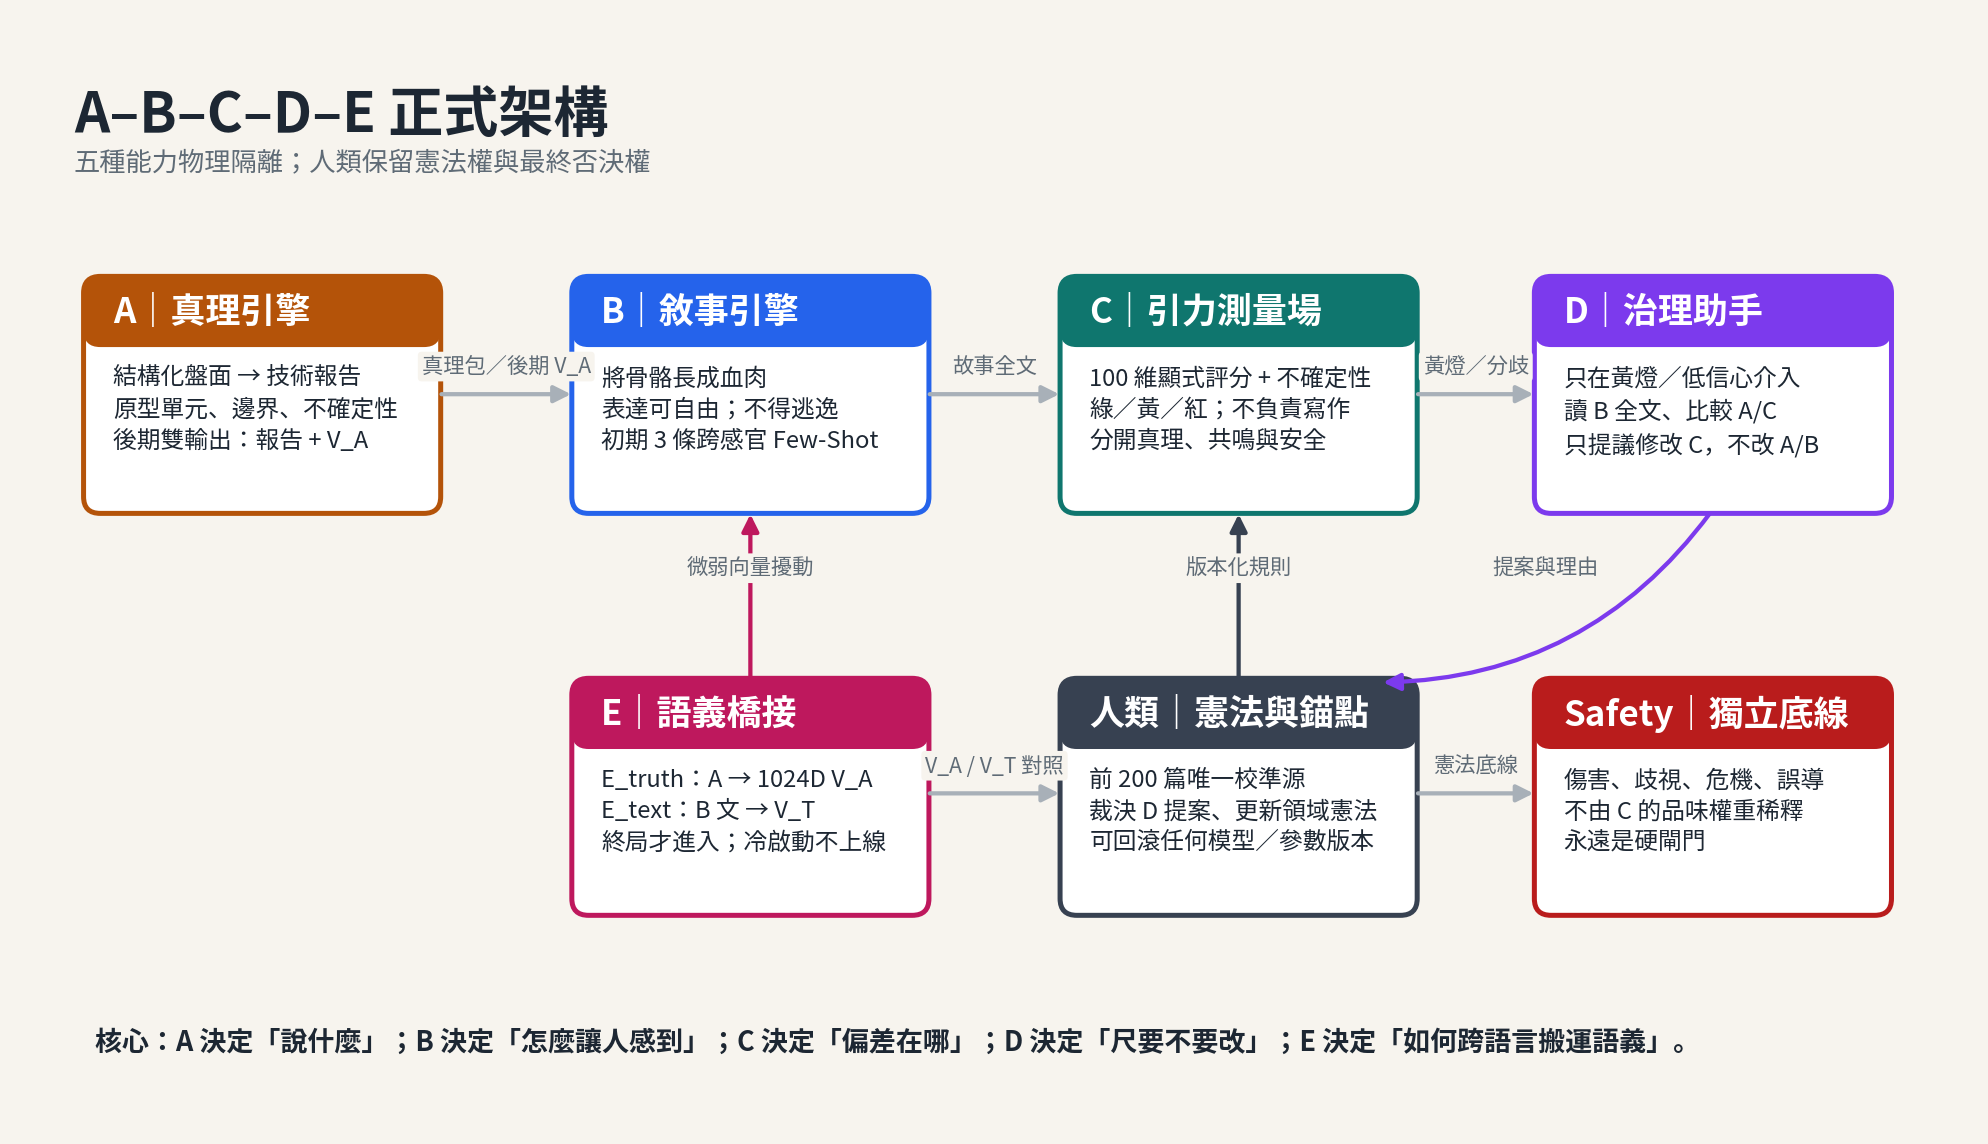 A–B–C–D–E 正式架構
五種能力物理隔離；人類保留憲法權與最終否決權
A｜真理引擎
結構化盤面 → 技術報告
原型單元、邊界、不確定性
後期雙輸出：報告 + V_A
真理包／後期 V_A
B｜敘事引擎
將骨骼長成血肉
表達可自由；不得逃逸
初期 3 條跨感官 Few-Shot
故事全文
C｜引力測量場
100 維顯式評分 + 不確定性
綠／黃／紅；不負責寫作
分開真理、共鳴與安全
黃燈／分歧
D｜治理助手
只在黃燈／低信心介入
讀 B 全文、比較 A/C
只提議修改 C，不改 A/B
微弱向量擾動
版本化規則
提案與理由
E｜語義橋接
E_truth：A → 1024D V_A
E_text：B 文 → V_T
終局才進入；冷啟動不上線
V_A / V_T 對照
人類｜憲法與錨點
前 200 篇唯一校準源
裁決 D 提案、更新領域憲法
可回滾任何模型／參數版本
憲法底線
Safety｜獨立底線
傷害、歧視、危機、誤導
不由 C 的品味權重稀釋
永遠是硬閘門
核心：A 決定「說什麼」；B 決定「怎麼讓人感到」；C 決定「偏差在哪」；D 決定「尺要不要改」；E 決定「如何跨語言搬運語義」。